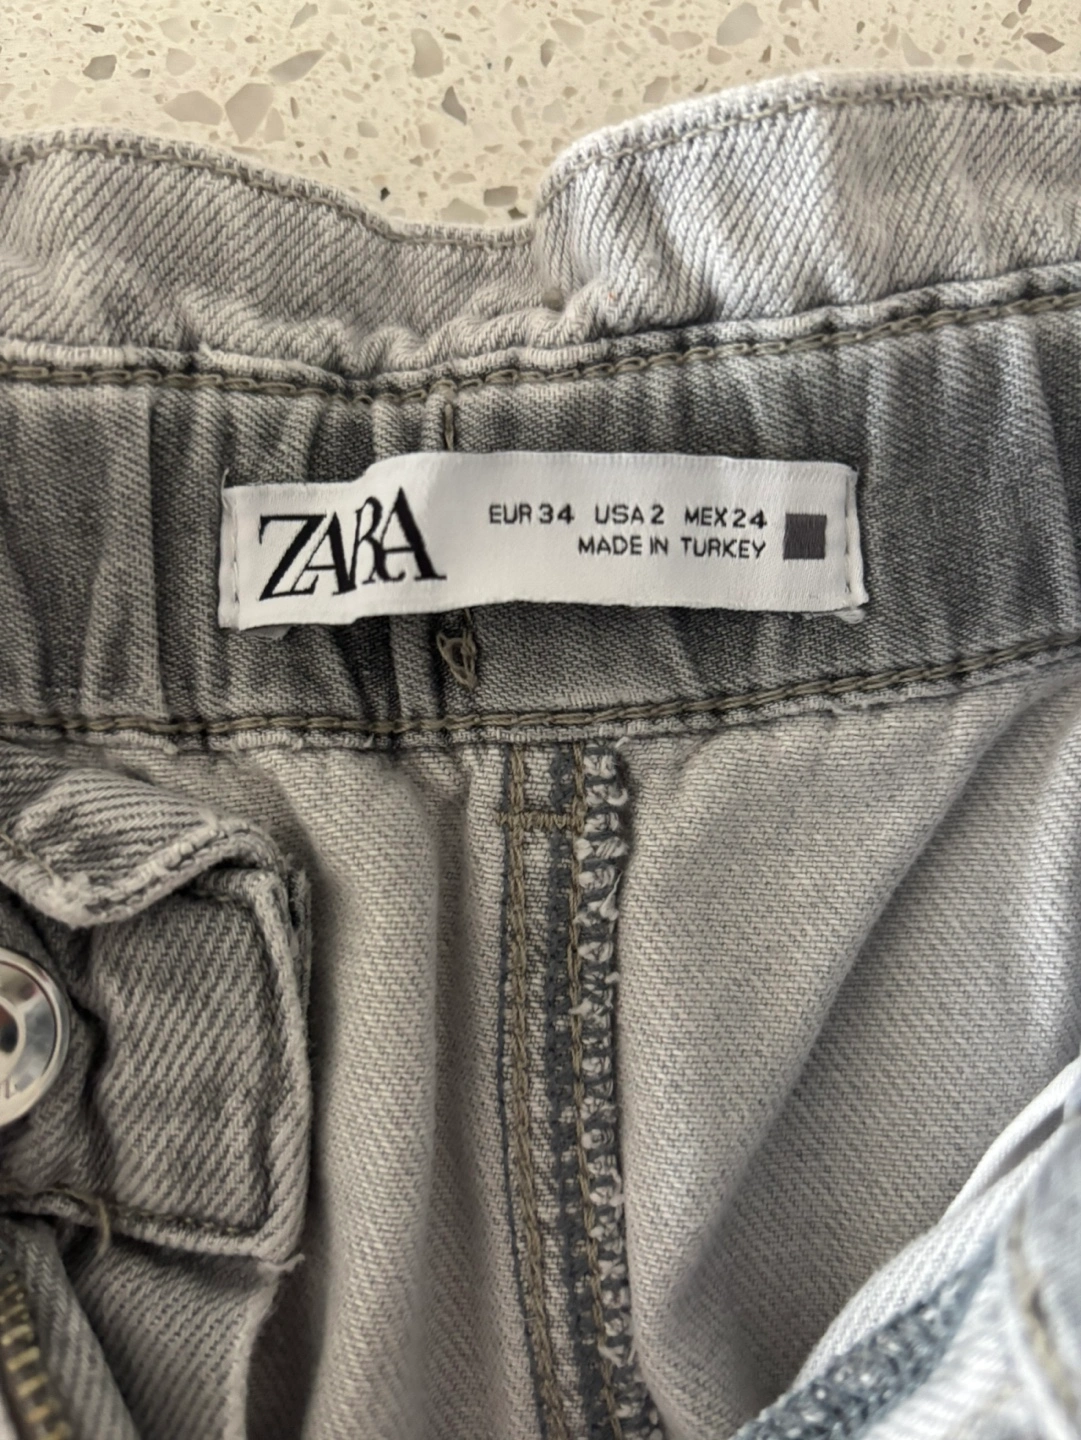 ZARA
EUR 34 USA 2 MEX 24
MADE IN TURKEY